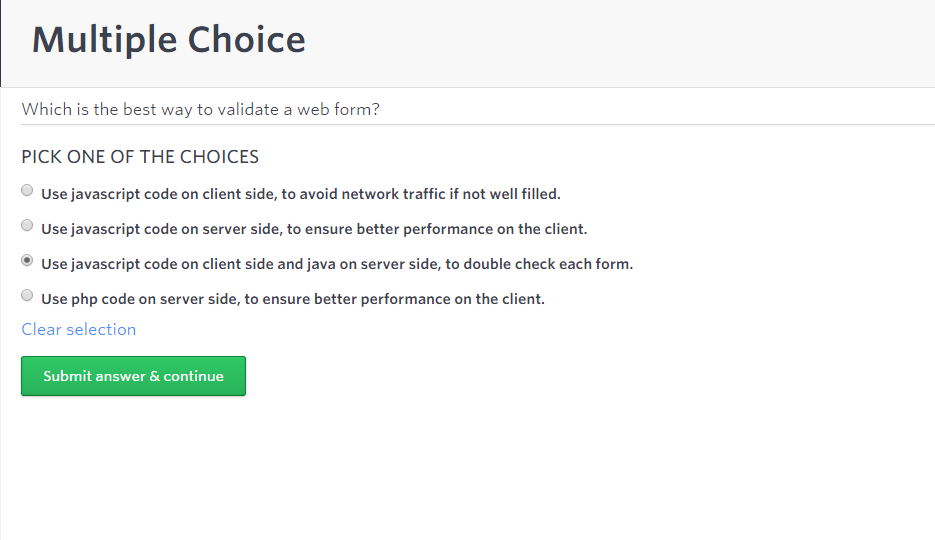 Multiple Choice
Which is the best way to validate a web form?
PICK ONE OF THE CHOICES
Use javascript code on client side, to avoid network traffic if not well filled.
Use javascript code on server side, to ensure better performance on the client.
Use javascript code on client side and java on server side, to double check each form.
Use php code on server side, to ensure better performance on the client.
Clear selection
Submit answer & continue